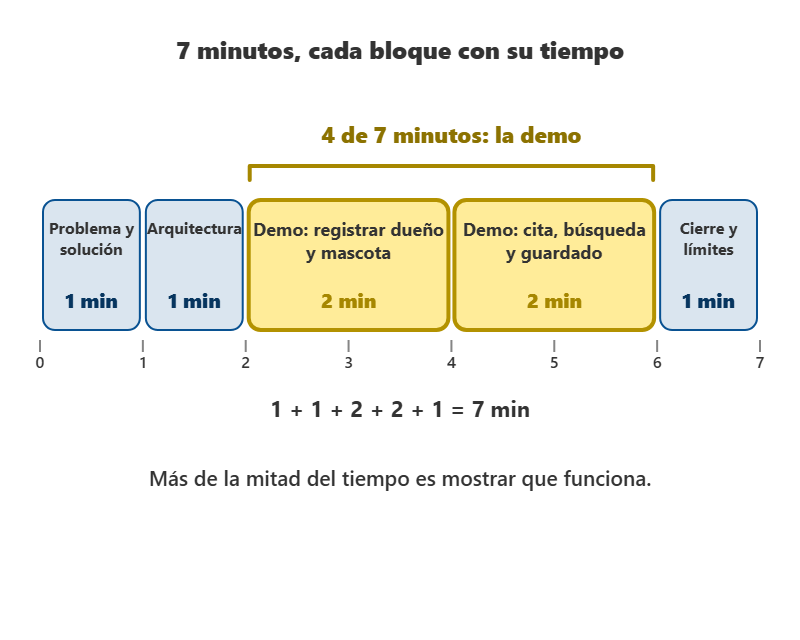 7 minutos, cada bloque con su tiempo
4 de 7 minutos: la demo
Problema y
solución
1 min
Arquitectura
1 min
Demo: registrar dueño
y mascota
2 min
Demo: cita, búsqueda
y guardado
2 min
Cierre y
límites
1 min
0 1 2 3 4 5 6 7
1 + 1 + 2 + 2 + 1 = 7 min
Más de la mitad del tiempo es mostrar que funciona.